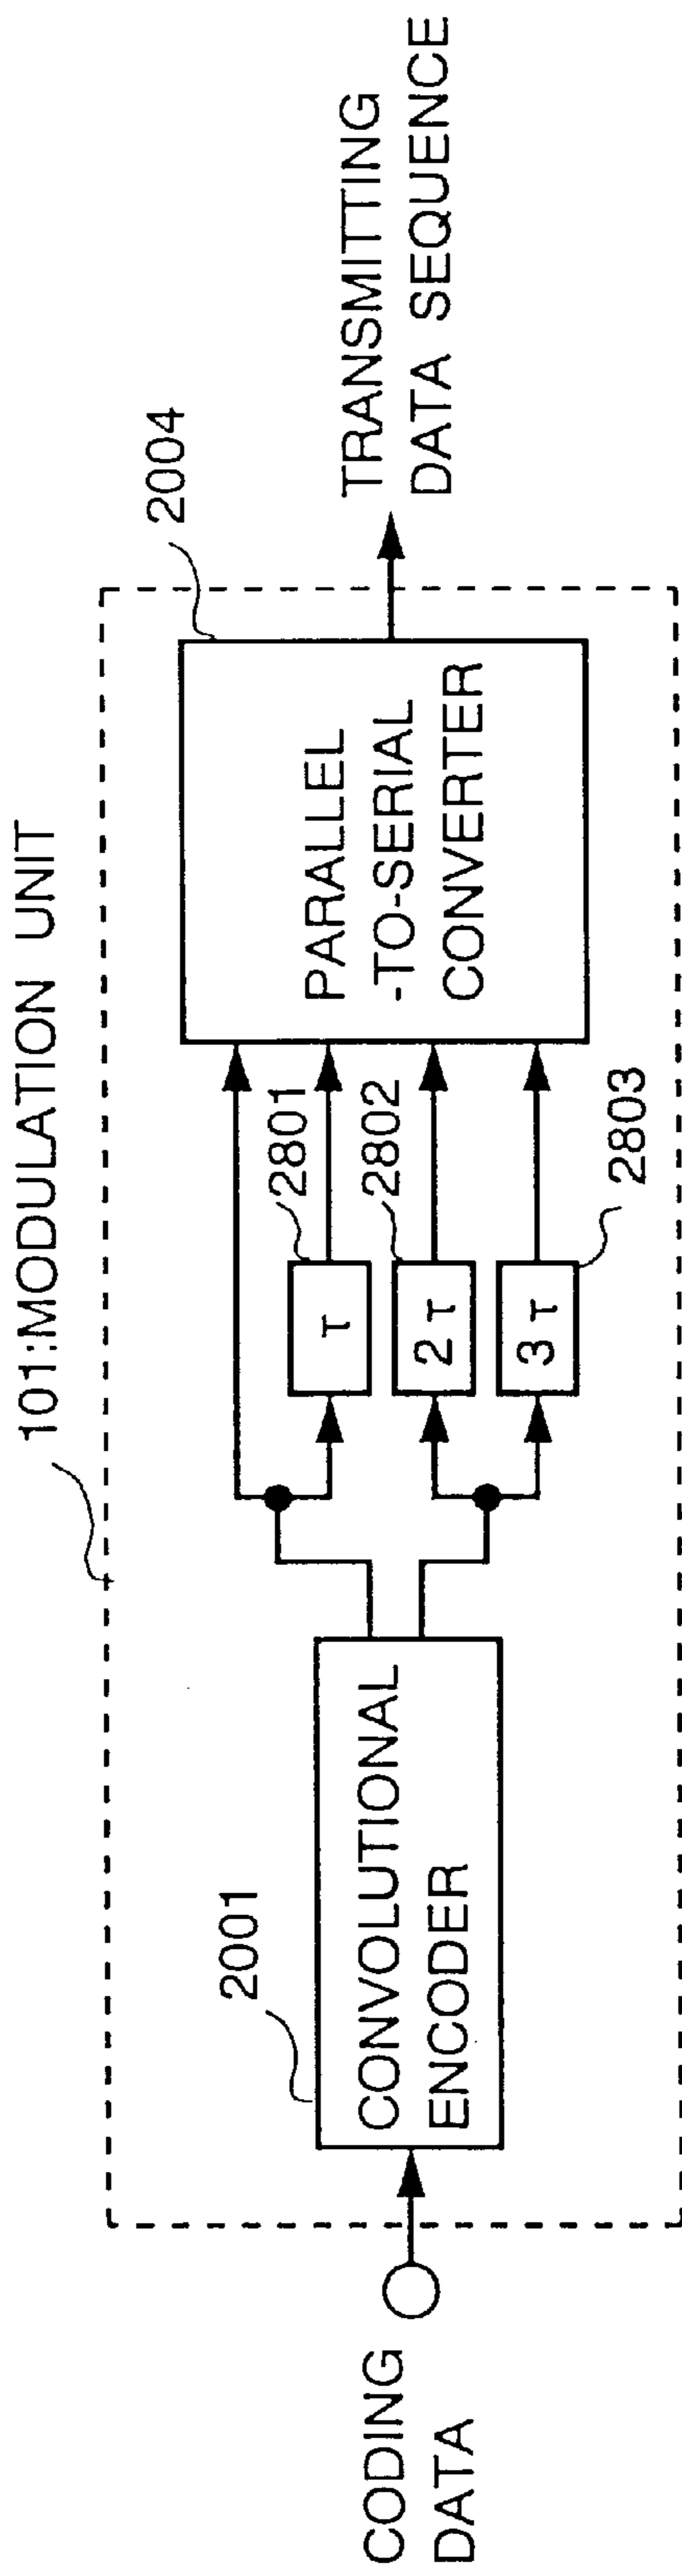 101:MODULATION UNIT
CODING
DATA
2001
CONVOLUTIONAL
ENCODER
τ
2801
2τ
2802
3τ
2803
PARALLEL
-TO-SERIAL
CONVERTER
2004
TRANSMITTING
DATA SEQUENCE